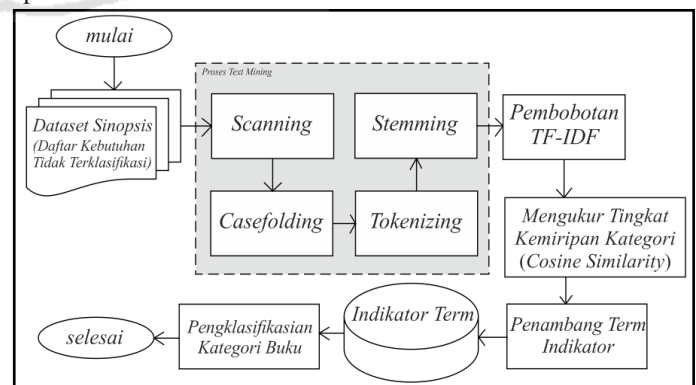 mulai
Proses Text Mining
Dataset Sinopsis
(Daftar Kebutuhan
Tidak Terklasifikasi)
Scanning
Casefolding
Tokenizing
Stemming
Pembobotan
TF-IDF
Mengukur Tingkat
Kemiripan Kategori
(Cosine Similarity)
Penambang Term
Indikator
Indikator Term
Pengklasifikasian
Kategori Buku
selesai